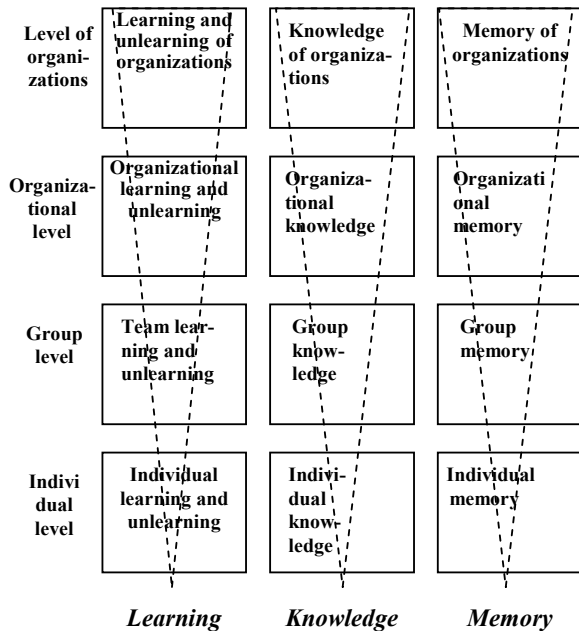 Level of
organi-
zations
Learning and
unlearning of
organizations
Knowledge
of organiza-
tions
Memory of
organizations
Organiza-
tional
level
Organizational
learning and
unlearning
Organiza-
tional
knowledge
Organizati
onal
memory
Group
level
Team lear-
ning and
unlearning
Group
know-
ledge
Group
memory
Indivi
dual
level
Individual
learning and
unlearning
Indivi-
dual
know-
ledge
Individual
memory
Learning
Knowledge
Memory